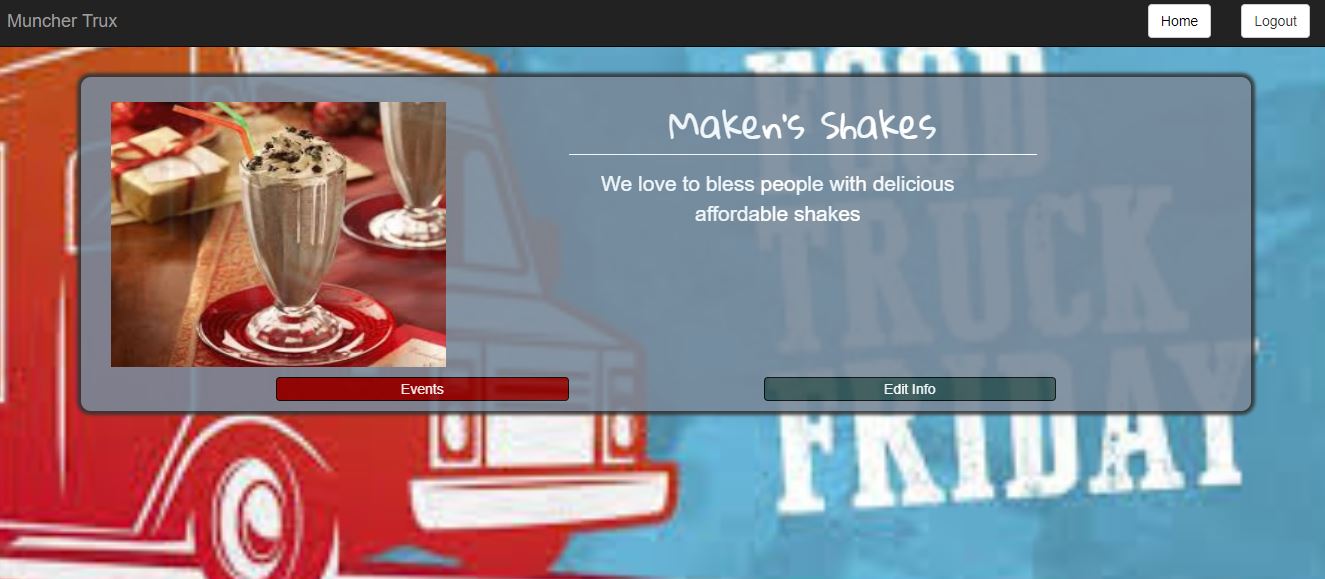 Muncher Trux
Home
Logout
FOOD
Maken's Shakes
We love to bless people with delicious
affordable shakes
TRUCK
FRIDAY
Events
Edit Info